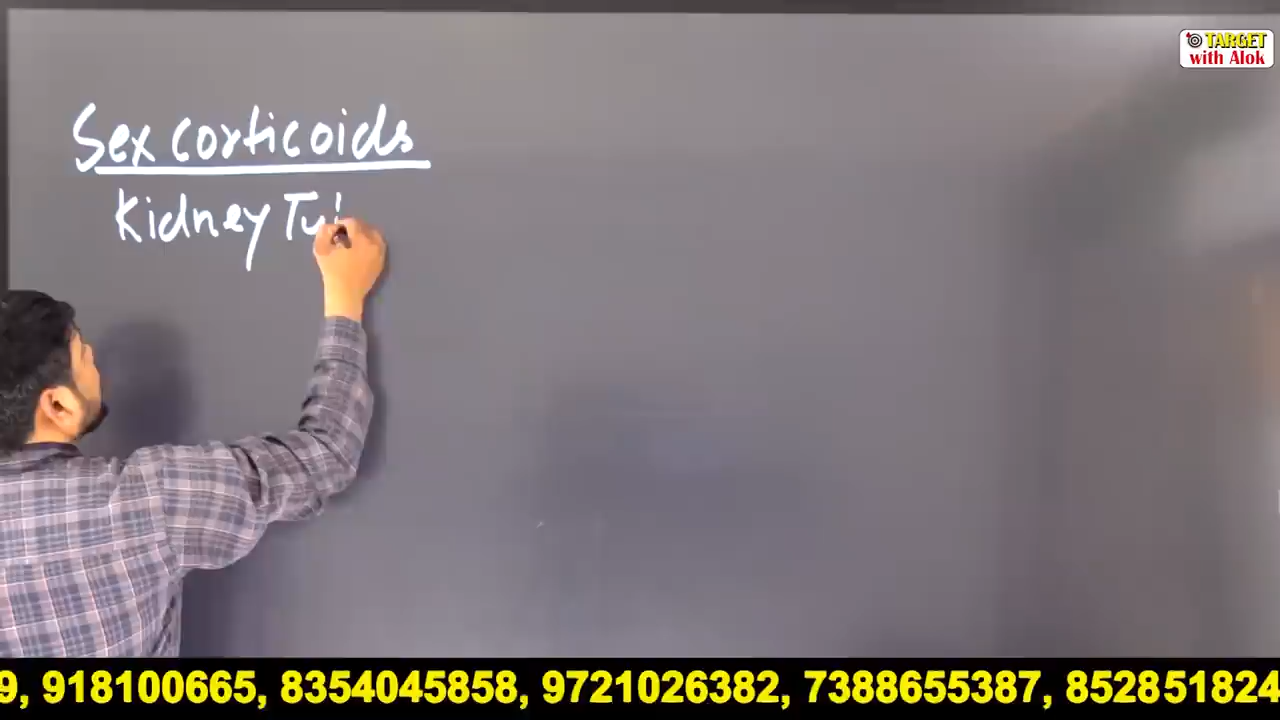 TARGET
with Alok
Sex corticoids
Kidney
9, 918100665, 8354045858, 9721026382, 7388655387, 852851824